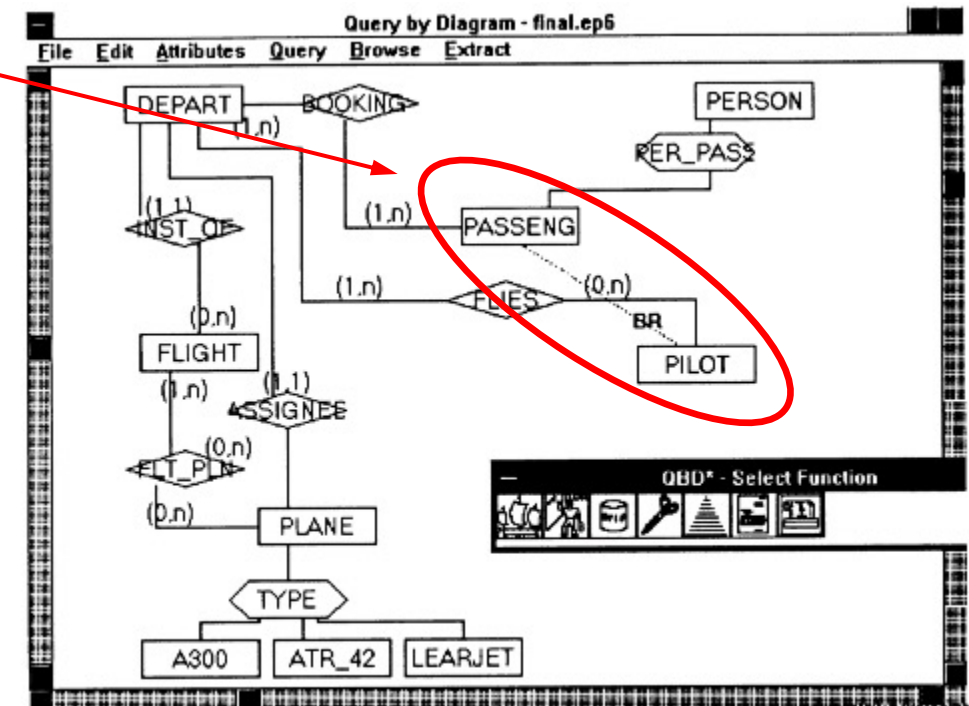 Query by Diagram - final.ep6
File Edit Attributes Query Browse Extract
DEPART
BOOKING
PERSON
(1,n)
PER_PASS
(1,1)
(1,n)
PASSENG
INST_OF
(1,n)
FLIES
(0,n)
(0,n)
BR
FLIGHT
PILOT
(1,n)
(1,1)
ASSIGNEE
(0,n)
FLT_PLN
(0,n)
PLANE
QBD* - Select Function
TYPE
A300
ATR_42
LEARJET